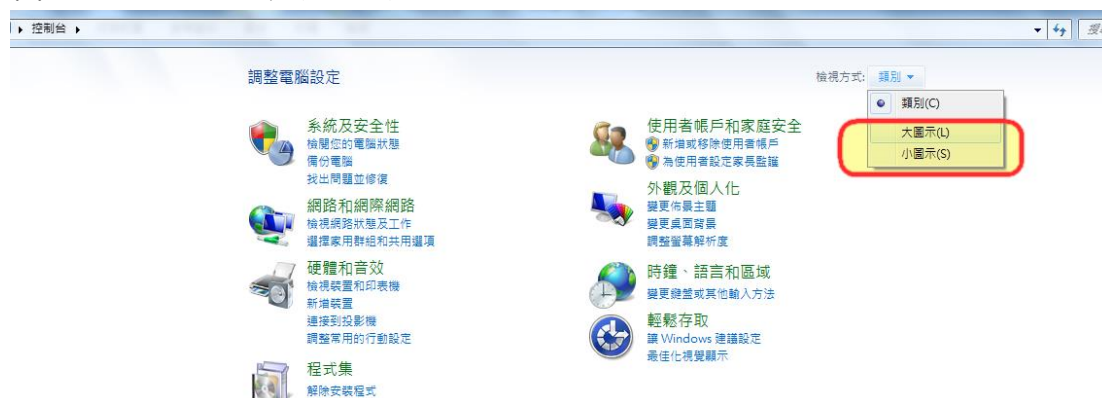 控制台
調整電腦設定
檢視方式: 類別
類別(C)
大圖示(L)
小圖示(S)
系統及安全性
檢閱您的電腦狀態
備份電腦
找出問題並修復
網路和網際網路
檢視網路狀態及工作
選擇家用群組和共用選項
硬體和音效
檢視裝置和印表機
新增裝置
連接到投影機
調整常用的行動設定
程式集
解除安裝程式
使用者帳戶和家庭安全
新增或移除使用者帳戶
為使用者設定家長監護
外觀及個人化
變更佈景主題
變更桌面背景
調整螢幕解析度
時鐘、語言和區域
變更鍵盤或其他輸入方法
輕鬆存取
讓 Windows 建議設定
最佳化視覺顯示